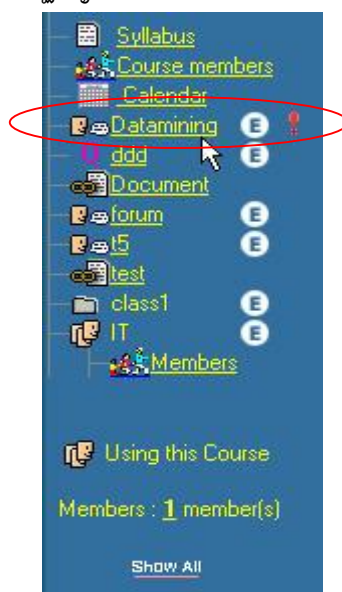 Syllabus
Course members
Calendar
Datamining E
ddd E
Document
forum E
t5 E
test
class1 E
IT E
Members
Using this Course
Members : 1 member(s)
Show All